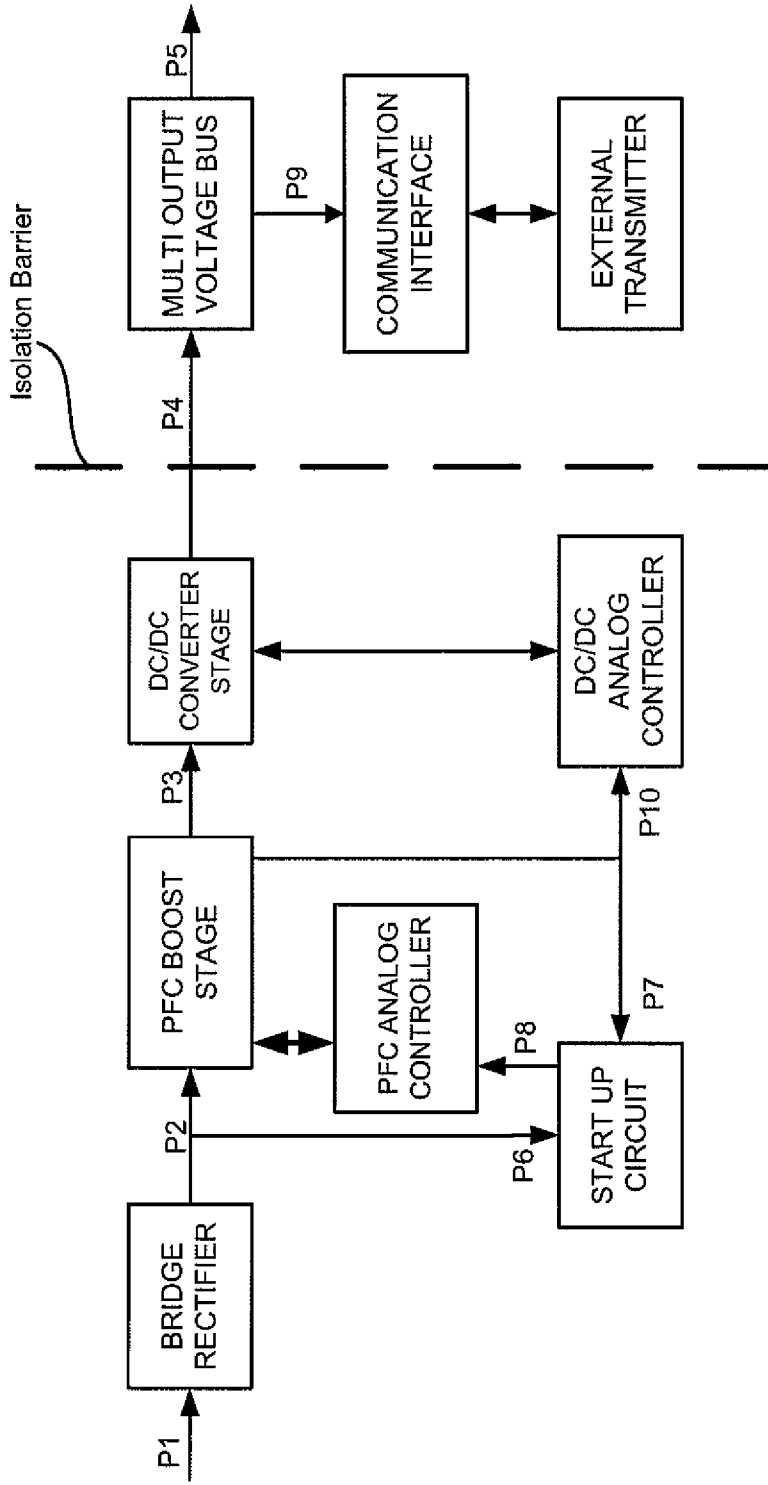 P1
BRIDGE
RECTIFIER
P2
PFC BOOST
STAGE
P3
DC/DC
CONVERTER
STAGE
P4
Isolation Barrier
MULTI OUTPUT
VOLTAGE BUS
P5
P6
START UP
CIRCUIT
P8
PFC ANALOG
CONTROLLER
P7
P10
DC/DC
ANALOG
CONTROLLER
P9
COMMUNICATION
INTERFACE
EXTERNAL
TRANSMITTER